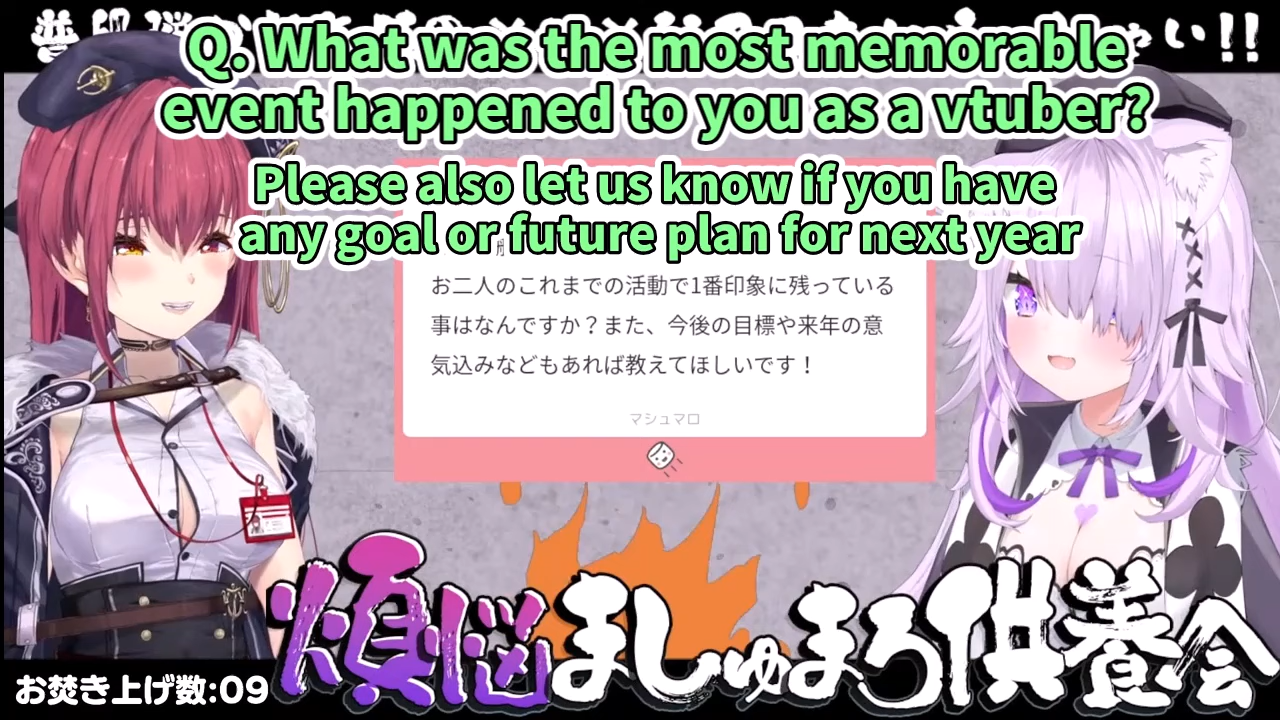 Q. What was the most memorable
event happened to you as a vtuber?
Please also let us know if you have
any goal or future plan for next year
お二人のこれまでの活動で1番印象に残っている
事はなんですか？また、今後の目標や来年の意
気込みなどもあれば教えてほしいです！
マシュマロ
煩悩ましゅまろ供養会
お焚き上げ数:09